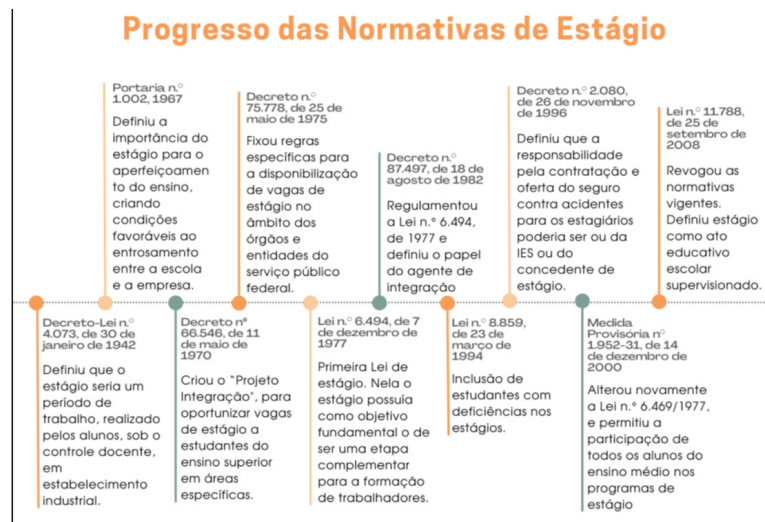 Progresso das Normativas de Estágio
Portaria n.º
1.002, 1967
Definiu a
importância do
estágio para o
aperfeiçoamen
to do ensino,
criando
condições
favoráveis ao
entrosamento
entre a escola
e a empresa.
Decreto n.º
75.778, de 25 de
maio de 1975
Fixou regras
específicas para
a disponibilização
de vagas de
estágio no
âmbito dos
órgãos e
entidades do
serviço público
federal.
Decreto n.º
87.497, de 18 de
agosto de 1982
Regulamentou
a Lei n.º 6.494,
de 1977 e
definiu o papel
do agente de
integração
Decreto n.º 2.080,
de 26 de novembro
de 1996
Definiu que a
responsabilidade
pela contratação e
oferta do seguro
contra acidentes
para os estagiários
poderia ser ou da
IES ou do
concedente de
estágio.
Lei n.º 11.788,
de 25 de
setembro de
2008
Revogou as
normativas
vigentes.
Definiu estágio
como ato
educativo
escolar
supervisionado.
Decreto-Lei n.º
4.073, de 30 de
janeiro de 1942
Definiu que o
estágio seria um
período de
trabalho, realizado
pelos alunos, sob o
controle docente,
em
estabelecimento
industrial.
Decreto nº
66.546, de 11
de maio de
1970
Criou o "Projeto
Integração", para
oportunizar vagas
de estágio a
estudantes do
ensino superior
em áreas
específicas.
Lei n.º 6.494, de 7
de dezembro de
1977
Primeira Lei de
estágio. Nela o
estágio possuía
como objetivo
fundamental o de
ser uma etapa
complementar
para a formação
de trabalhadores.
Lei n.º 8.859,
de 23 de
março de
1994
Inclusão de
estudantes com
deficiências nos
estágios.
Medida
Provisória nº
1.952-31, de 14
de dezembro de
2000
Alterou novamente
a Lei n.º 6.469/1977,
e permitiu a
participação de
todos os alunos do
ensino médio nos
programas de
estágio